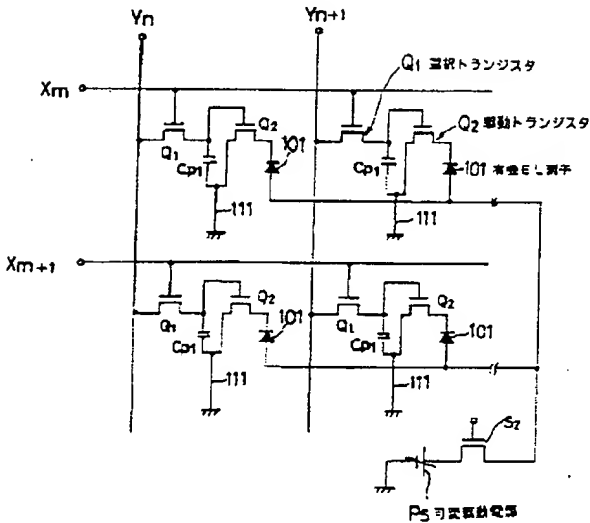 Yn Yn+1
Q1 選択トランジスタ
Xm
Q2 駆動トランジスタ
Q2
101
Q1
Cp1
Cp1
101 有機EL素子
111
111
Xm+1
Q2
Q2
101
101
Q1
Cp1
Q1
Cp1
111
111
S2
Ps 可変駆動電源